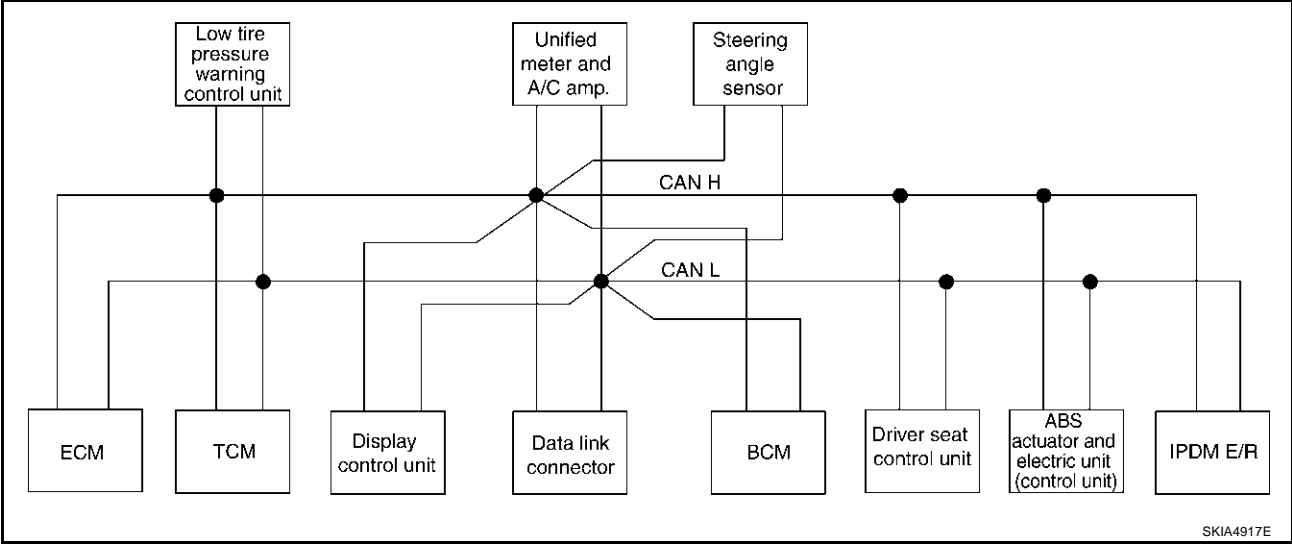 Low tire
pressure
warning
control unit
Unified
meter and
A/C amp.
Steering
angle
sensor
CAN H
CAN L
ECM
TCM
Display
control unit
Data link
connector
BCM
Driver seat
control unit
ABS
actuator and
electric unit
(control unit)
IPDM E/R
SKIA4917E